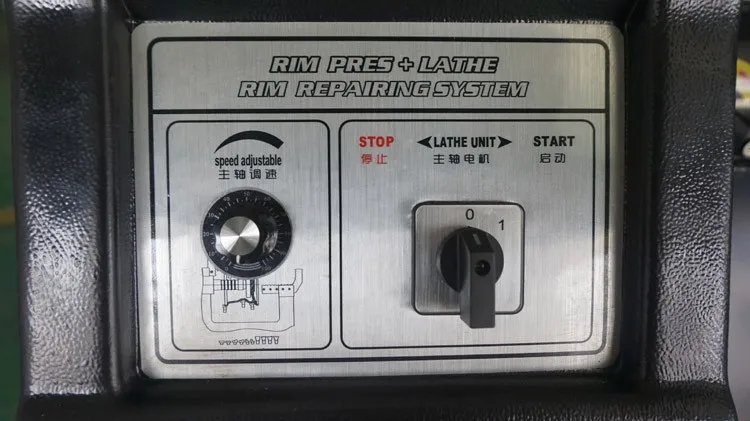 RIM PRES + LATHE
RIM REPAIRING SYSTEM
speed adjustable
主轴调速
STOP
停止
LATHE UNIT
主轴电机
START
启动
0
1